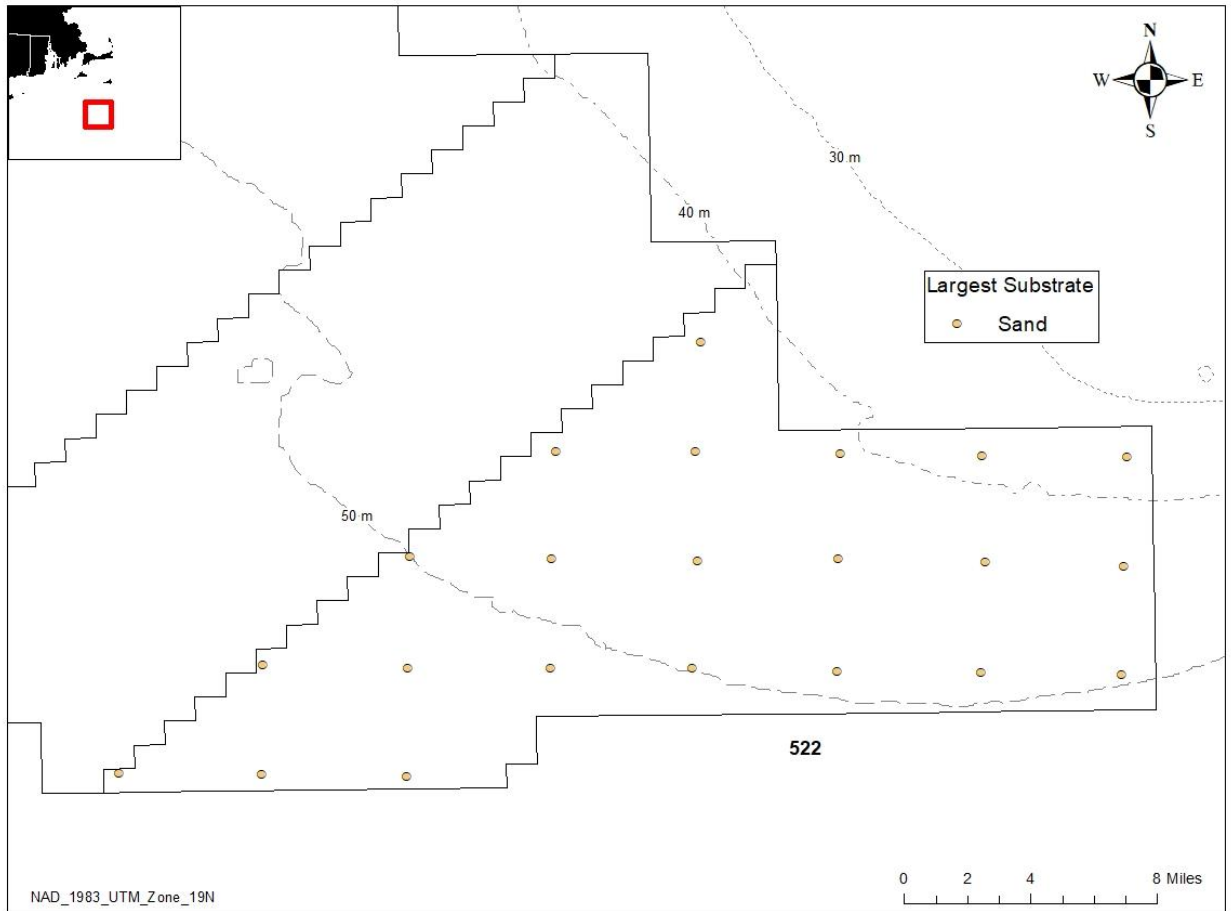 N
W E
S
30 m
40 m
Largest Substrate
Sand
50 m
522
NAD_1983_UTM_Zone_19N
0 2 4 8 Miles